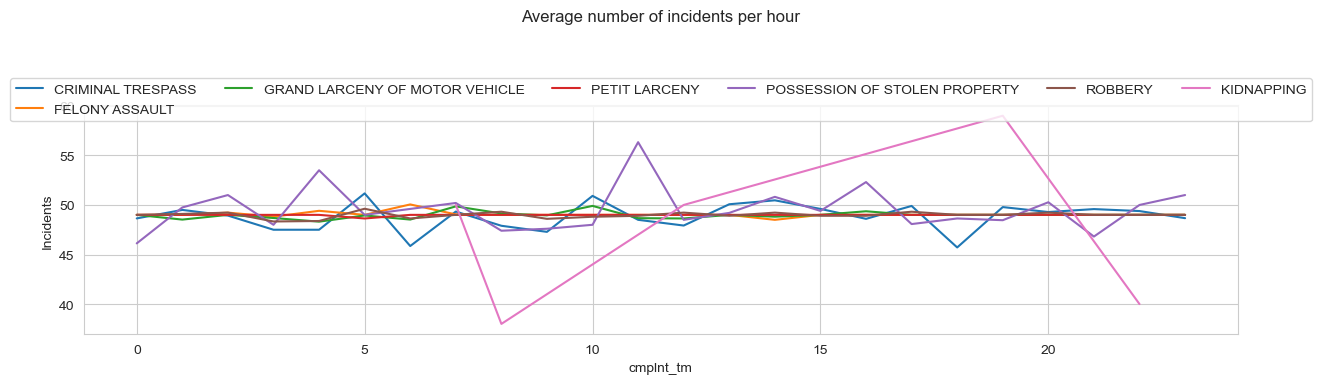 Average number of incidents per hour
CRIMINAL TRESPASS GRAND LARCENY OF MOTOR VEHICLE PETIT LARCENY POSSESSION OF STOLEN PROPERTY ROBBERY KIDNAPPING
FELONY ASSAULT
55
50
45
40
Incidents
0 5 10 15 20
cmplnt_tm